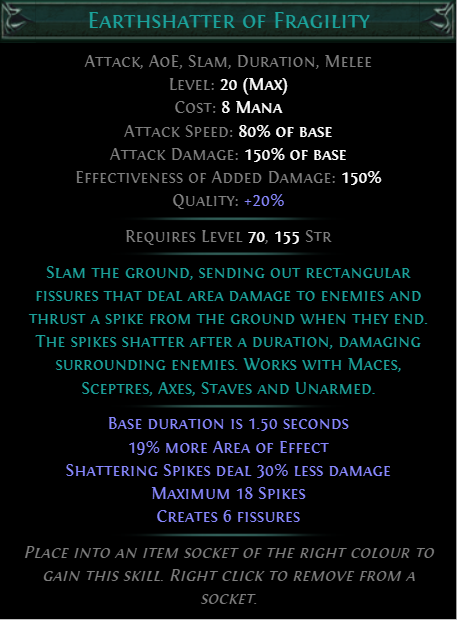 Earthshatter of Fragility
Attack, AoE, Slam, Duration, Melee
Level: 20 (Max)
Cost: 8 Mana
Attack Speed: 80% of base
Attack Damage: 150% of base
Effectiveness of Added Damage: 150%
Quality: +20%
Requires Level 70, 155 Str
Slam the ground, sending out rectangular
fissures that deal area damage to enemies and
thrust a spike from the ground when they end.
The spikes shatter after a duration, damaging
surrounding enemies. Works with Maces,
Sceptres, Axes, Staves and Unarmed.
Base duration is 1.50 seconds
19% more Area of Effect
Shattering Spikes deal 30% less damage
Maximum 18 Spikes
Creates 6 fissures
Place into an item socket of the right colour to
gain this skill. Right click to remove from a
socket.